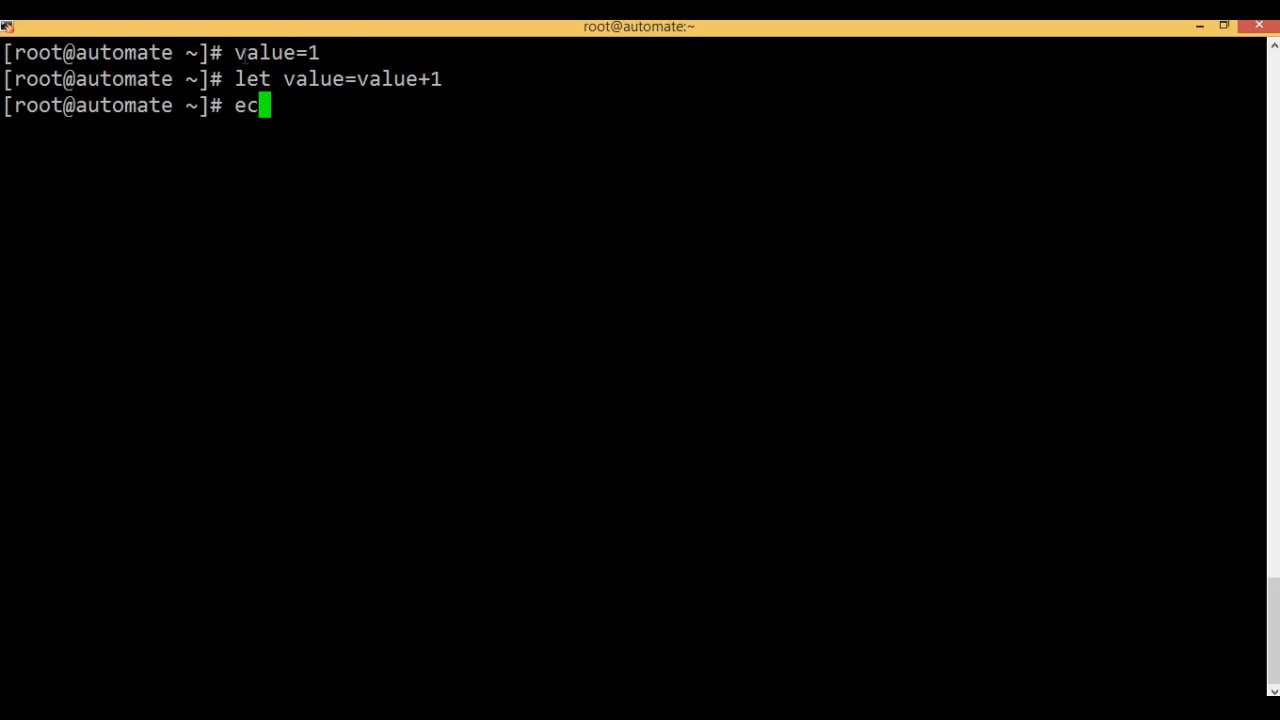 root@automate:~
[root@automate ~]# value=1
[root@automate ~]# let value=value+1
[root@automate ~]# ec